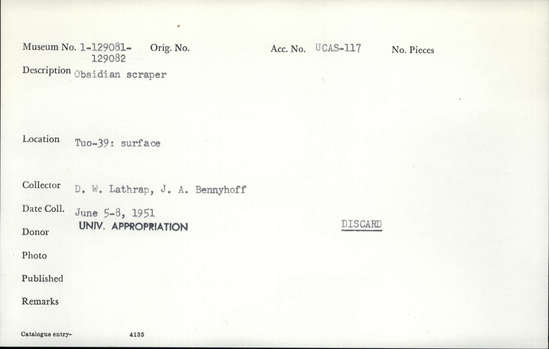 Museum No. 1-129081- Orig. No. Acc. No. UCAS-117 No. Pieces
129082
Description Obsidian scraper
Location Tuo-39: surface
Collector D. W. Lathrap, J. A. Bennyhoff
Date Coll. June 5-8, 1951
Donor UNIV. APPROPRIATION DISCARD
Photo
Published
Remarks
Catalogue entry- 4135